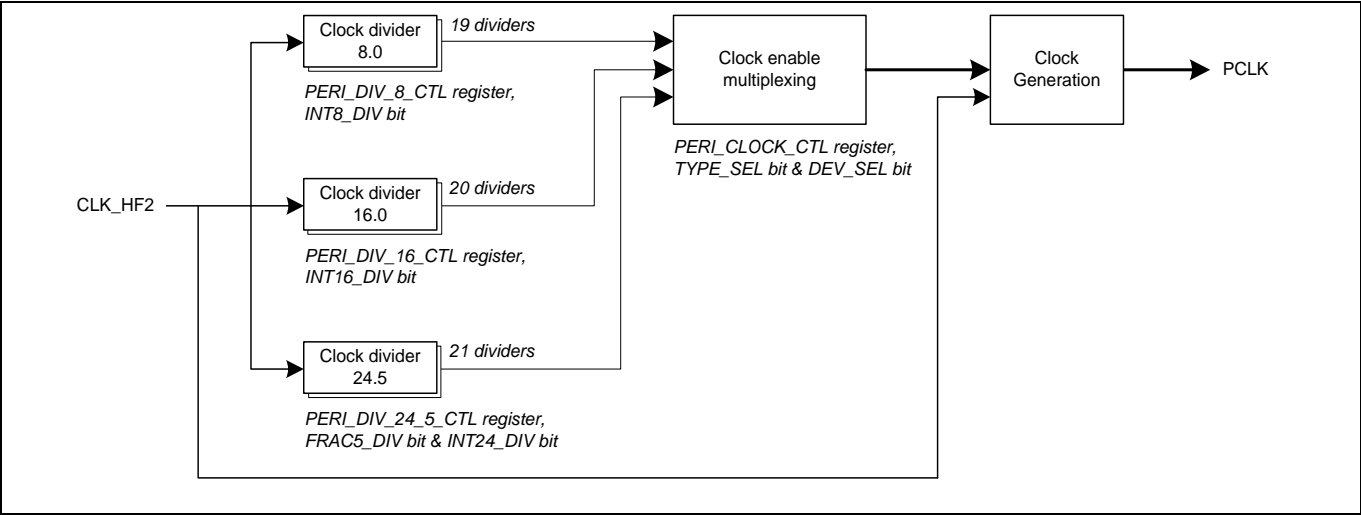 Clock divider
8.0
19 dividers
PERI_DIV_8_CTL register,
INT8_DIV bit
Clock enable
multiplexing
PERI_CLOCK_CTL register,
TYPE_SEL bit & DEV_SEL bit
Clock
Generation
PCLK
CLK_HF2
Clock divider
16.0
20 dividers
PERI_DIV_16_CTL register,
INT16_DIV bit
Clock divider
24.5
21 dividers
PERI_DIV_24_5_CTL register,
FRAC5_DIV bit & INT24_DIV bit